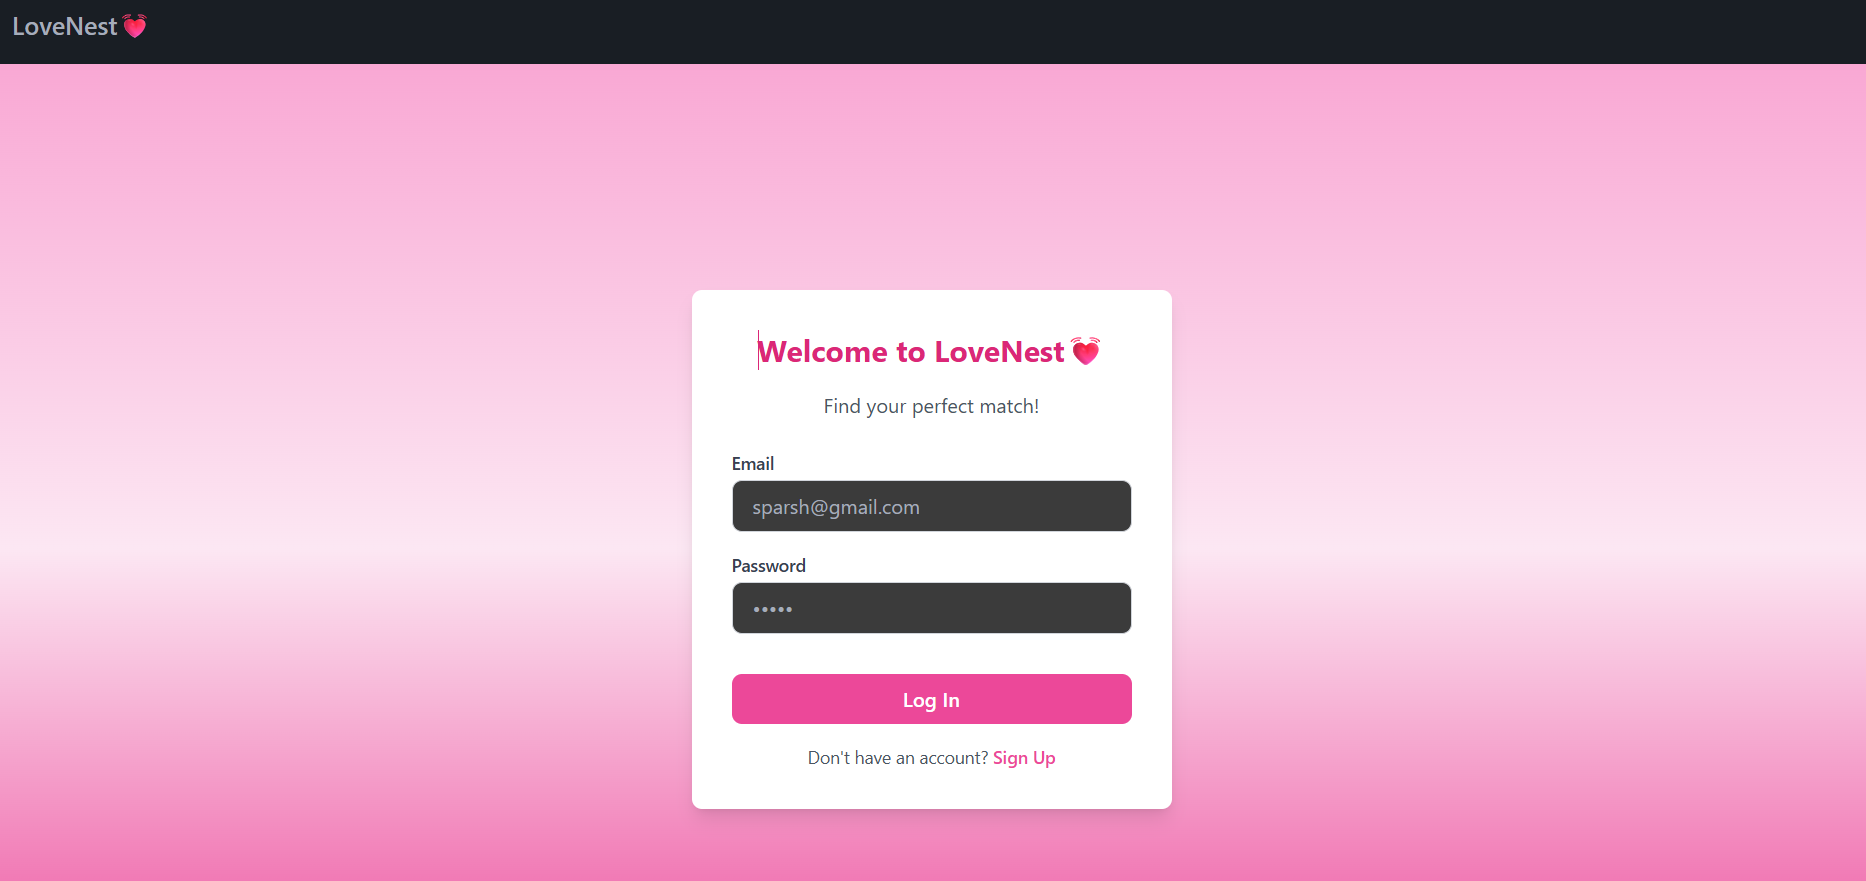 LoveNest💓
Welcome to LoveNest💓
Find your perfect match!
Email
sparsh@gmail.com
Password
•••••
Log In
Don't have an account? Sign Up